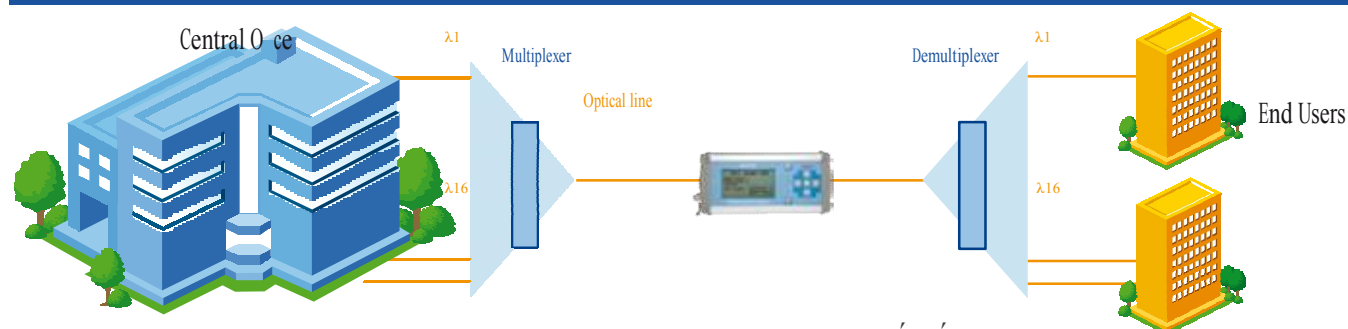 Central O ce
λ1
Multiplexer
Optical line
λ16
Demultiplexer
λ1
End Users
λ16